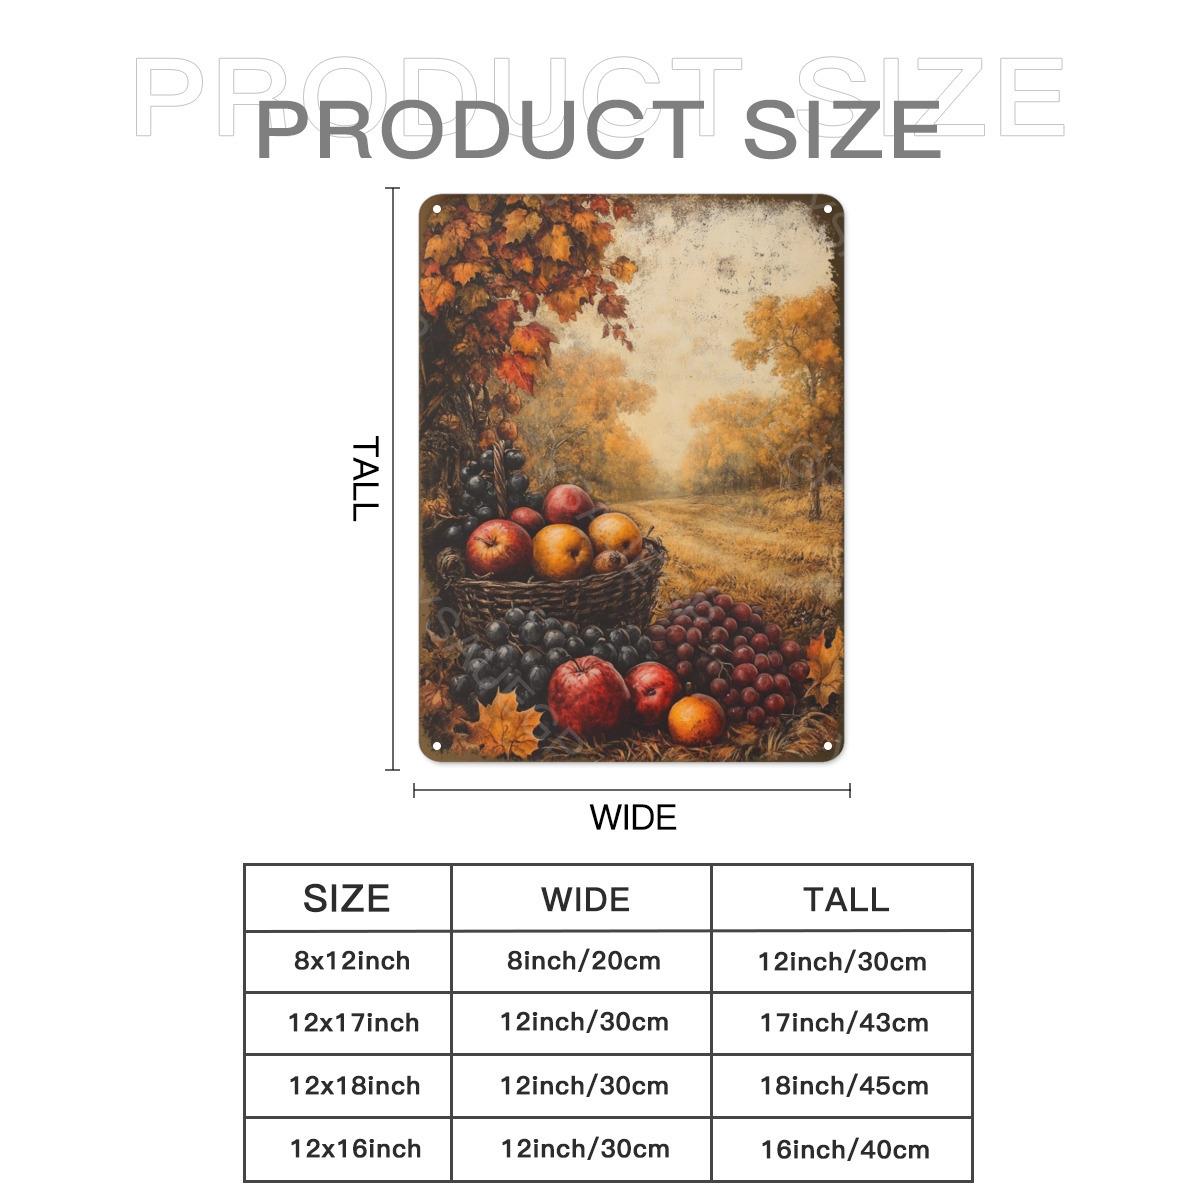 PRODUCT SIZE
PRODUCT SIZE
TALL
WIDE
SIZE WIDE TALL
8x12inch 8inch/20cm 12inch/30cm
12x17inch 12inch/30cm 17inch/43cm
12x18inch 12inch/30cm 18inch/45cm
12x16inch 12inch/30cm 16inch/40cm